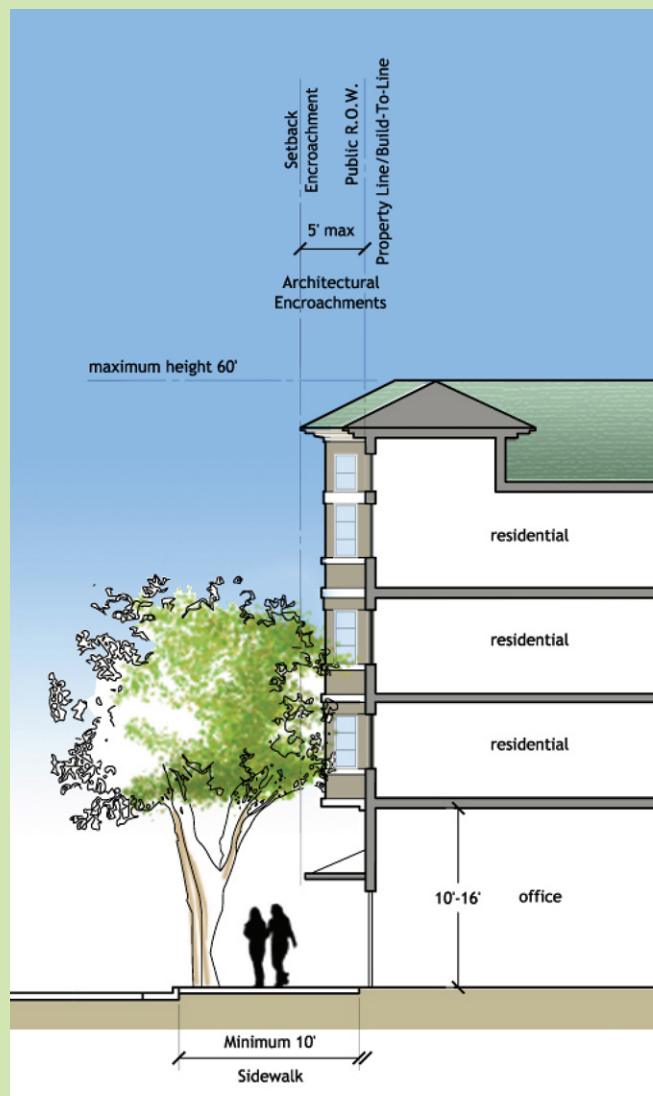 Setback
Encroachment
Public R.O.W.
Property Line/Build-To-Line
5' max
Architectural
Encroachments
maximum height 60'
residential
residential
residential
10'-16'
office
Minimum 10'
Sidewalk